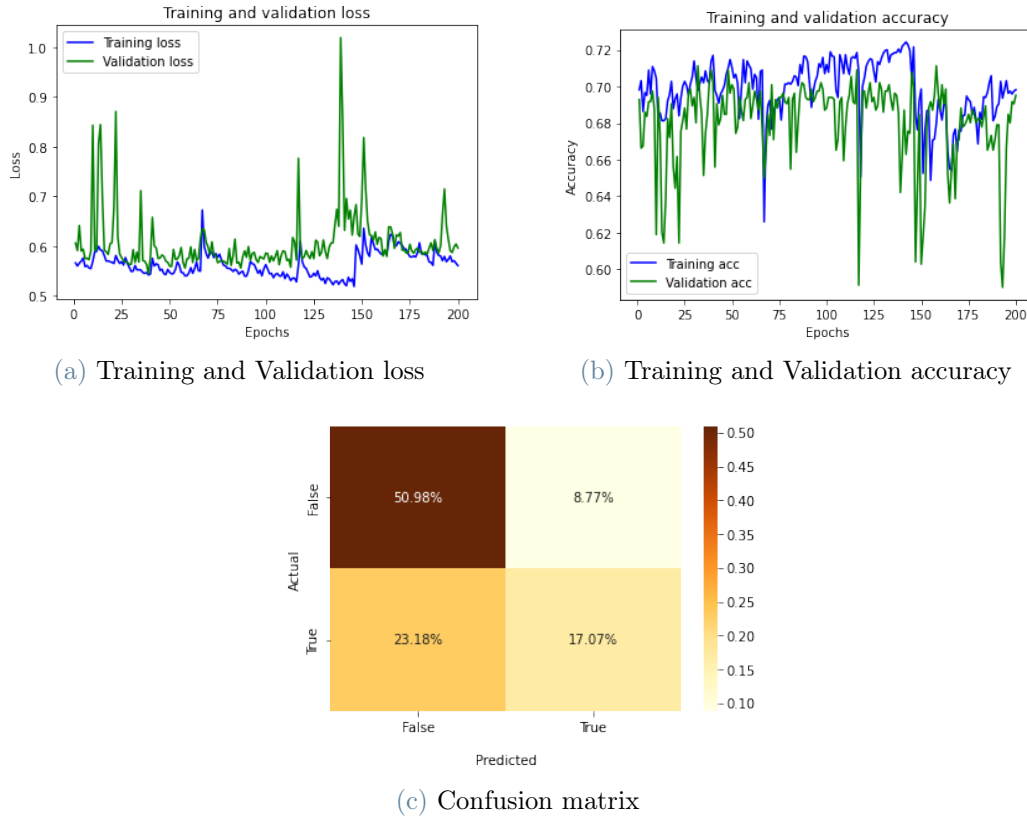 Training and validation loss
Training loss
Validation loss
1.0
0.9
0.8
0.7
0.6
0.5
Loss
0 25 50 75 100 125 150 175 200
Epochs
(a) Training and Validation loss
Training and validation accuracy
0.72
0.70
0.68
0.66
0.64
0.62
0.60
Accuracy
Training acc
Validation acc
0 25 50 75 100 125 150 175 200
Epochs
(b) Training and Validation accuracy
Actual
False
True
50.98% 8.77%
23.18% 17.07%
False True
Predicted
0.50
0.45
0.40
0.35
0.30
0.25
0.20
0.15
0.10
(c) Confusion matrix